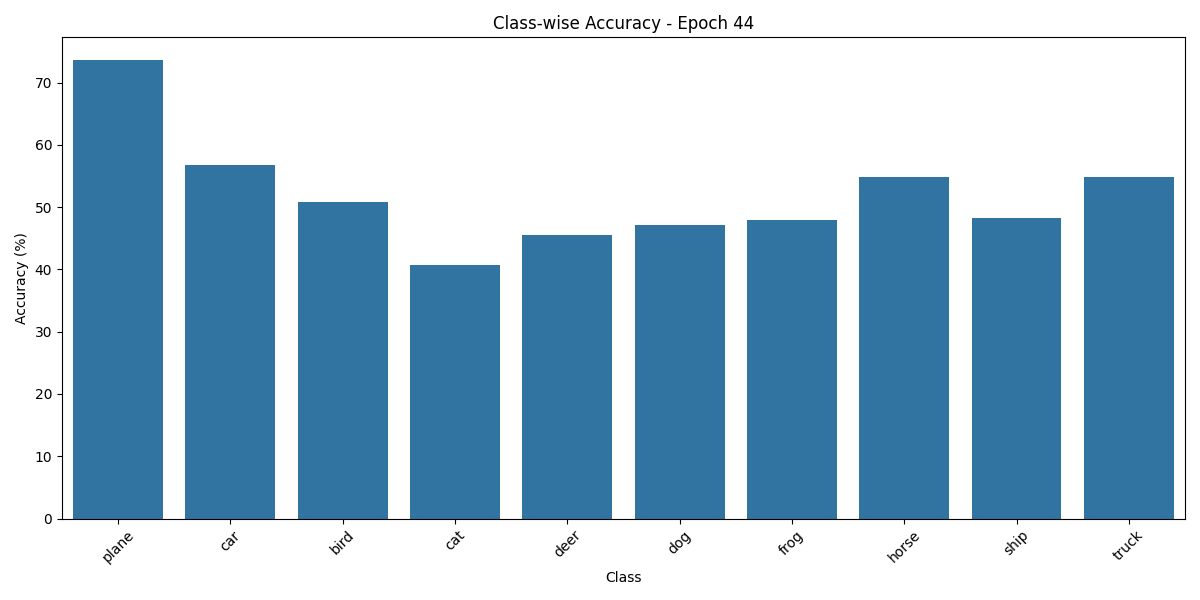 Class-wise Accuracy - Epoch 44
Accuracy (%)
70
60
50
40
30
20
10
0
plane
car
bird
cat
deer
dog
frog
horse
ship
truck
Class